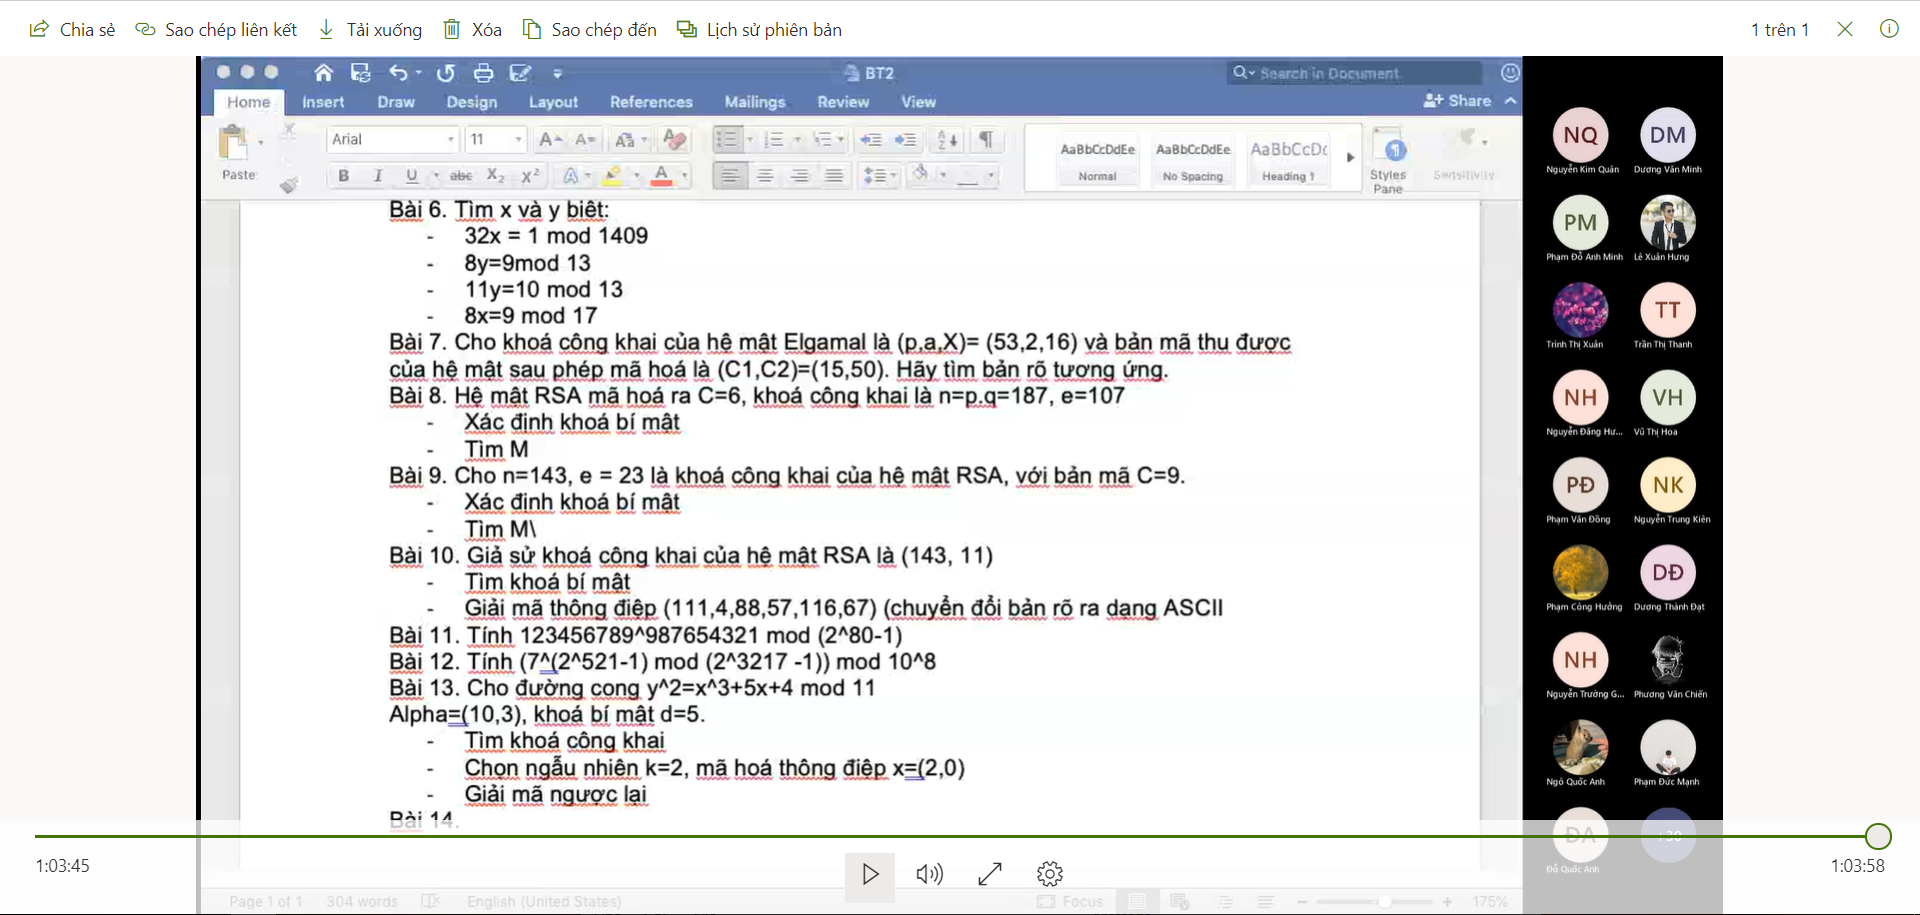 Chia sẻ Sao chép liên kết Tải xuống Xóa Sao chép đến Lịch sử phiên bản 1 trên 1
BT2
Search in Document
Home Insert Draw Design Layout References Mailings Review View Share
Paste
Arial 11
AaBbCcDdEe Normal
AaBbCcDdEe No Spacing
AaBbCcDc Heading 1
Styles Pane
Sensitivity
Bài 6. Tìm x và y biêt:
- 32x = 1 mod 1409
- 8y=9mod 13
- 11y=10 mod 13
- 8x=9 mod 17
Bài 7. Cho khoá công khai của hệ mật Elgamal là (p,a,X)= (53,2,16) và bản mã thu được
của hệ mật sau phép mã hoá là (C1,C2)=(15,50). Hãy tìm bản rõ tương ứng.
Bài 8. Hệ mật RSA mã hoá ra C=6, khoá công khai là n=p.q=187, e=107
- Xác định khoá bí mật
- Tìm M
Bài 9. Cho n=143, e = 23 là khoá công khai của hệ mật RSA, với bản mã C=9.
- Xác định khoá bí mật
- Tìm M\
Bài 10. Giả sử khoá công khai của hệ mật RSA là (143, 11)
- Tìm khoá bí mật
- Giải mã thông điệp (111,4,88,57,116,67) (chuyển đổi bản rõ ra dạng ASCII
Bài 11. Tính 123456789^987654321 mod (2^80-1)
Bài 12. Tính (7^(2^521-1) mod (2^3217 -1)) mod 10^8
Bài 13. Cho đường cong y^2=x^3+5x+4 mod 11
Alpha=(10,3), khoá bí mật d=5.
- Tìm khoá công khai
- Chọn ngẫu nhiên k=2, mã hoá thông điệp x=(2,0)
- Giải mã ngược lại
Bài 14.
NQ DM
Nguyễn Kim Quân Dương Văn Minh
PM
Phạm Đỗ Anh Minh Lê Xuân Hưng
TT
Trinh Thị Xuân Trần Thị Thanh
NH VH
Nguyễn Đăng Hư... Vũ Thị Hoa
PĐ NK
Phạm Văn Đồng Nguyễn Trung Kiên
DĐ
Phạm Công Hưởng Dương Thành Đạt
NH
Nguyễn Trường G... Phương Văn Chiến
Ngô Quốc Anh Phạm Đức Mạnh
ĐA +30
Đỗ Quốc Anh
1:03:45 1:03:58
Page 1 of 1 304 words English (United States) Focus 175%